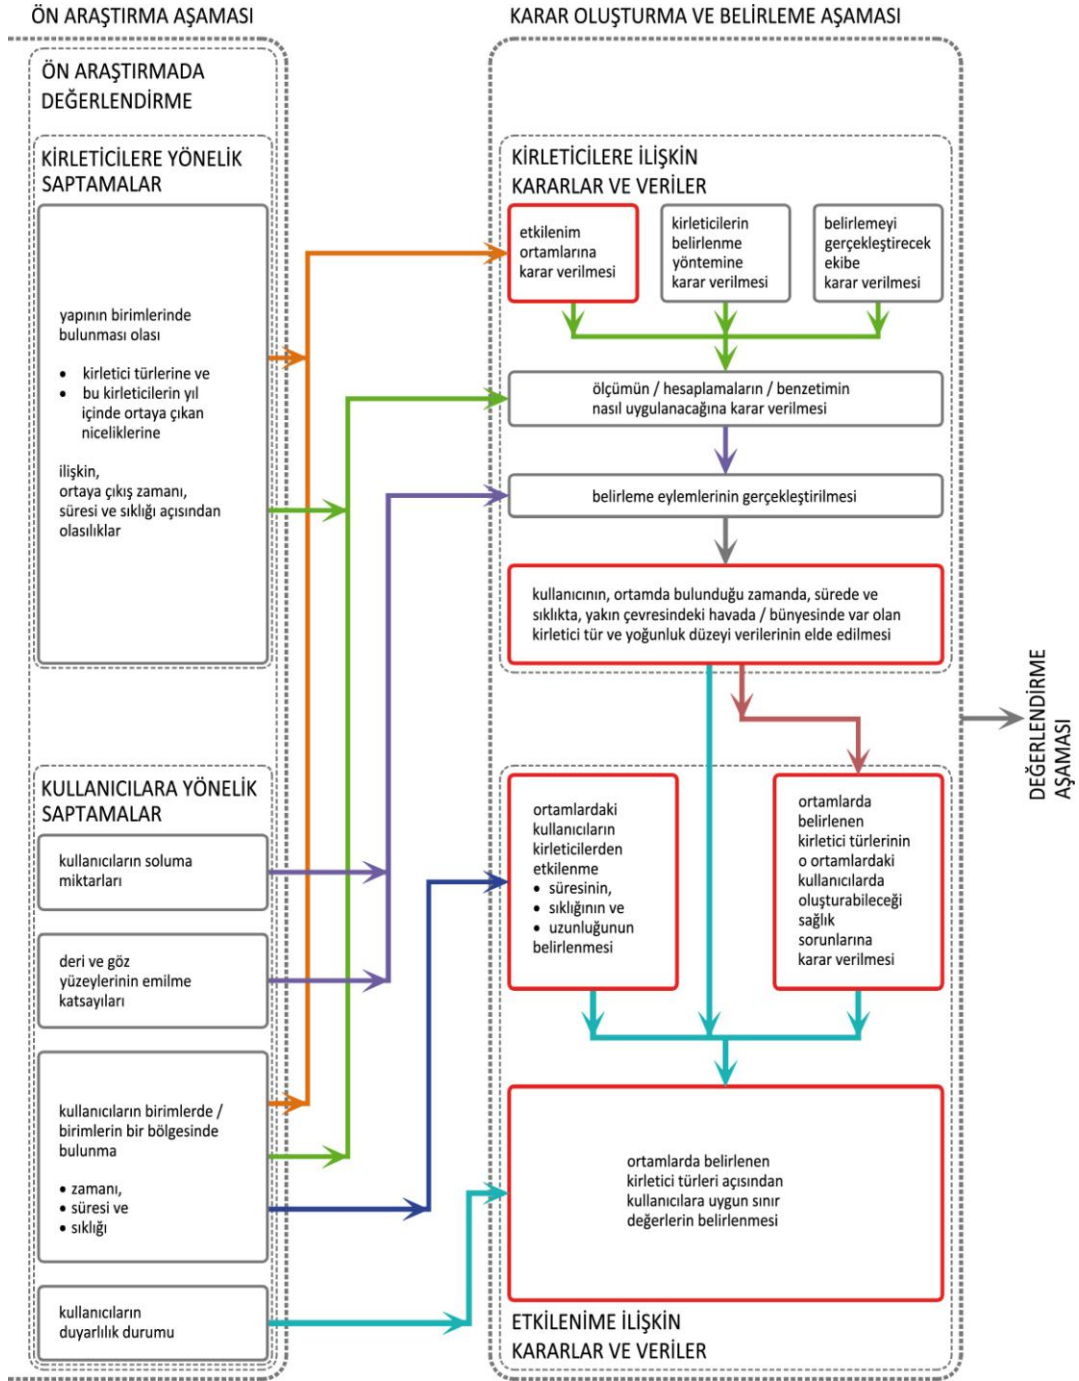 ÖN ARAŞTIRMA AŞAMASI
ÖN ARAŞTIRMADA
DEĞERLENDİRME
KİRLETİCİLERE YÖNELİK
SAPTAMALAR
yapının birimlerinde
bulunması olası
• kirletici türlerine ve
• bu kirleticilerin yıl
içinde ortaya çıkan
niceliklerine
ilişkin,
ortaya çıkış zamanı,
süresi ve sıklığı açısından
olasılıklar
KULLANICILARA YÖNELİK
SAPTAMALAR
kullanıcıların soluma
miktarları
deri ve göz
yüzeylerinin emilme
katsayıları
kullanıcıların birimlerde /
birimlerin bir bölgesinde
bulunma
• zamanı,
• süresi ve
• sıklığı
kullanıcıların
duyarlılık durumu
KARAR OLUŞTURMA VE BELİRLEME AŞAMASI
KİRLETİCİLERE İLİŞKİN
KARARLAR VE VERİLER
etkilenim
ortamlarına
karar verilmesi
kirleticilerin
belirlenme
yöntemine
karar verilmesi
belirlemeyi
gerçekleştirecek
ekibe
karar verilmesi
ölçümün / hesaplamaların / benzetimin
nasıl uygulanacağına karar verilmesi
belirleme eylemlerinin gerçekleştirilmesi
kullanıcının, ortamda bulunduğu zamanda, sürede ve
sıklıkta, yakın çevresindeki havada / bünyesinde var olan
kirletici tür ve yoğunluk düzeyi verilerinin elde edilmesi
ortamlardaki
kullanıcıların
kirleticilerden
etkilenme
• süresinin,
• sıklığının ve
• uzunluğunun
belirlenmesi
ortamlarda
belirlenen
kirletici türlerinin
o ortamlardaki
kullanıcılarda
oluşturabileceği
sağlık
sorunlarına
karar verilmesi
ortamlarda belirlenen
kirletici türleri açısından
kullanıcılara uygun sınır
değerlerin belirlenmesi
ETKİLENİME İLİŞKİN
KARARLAR VE VERİLER
DEĞERLENDİRME
AŞAMASI